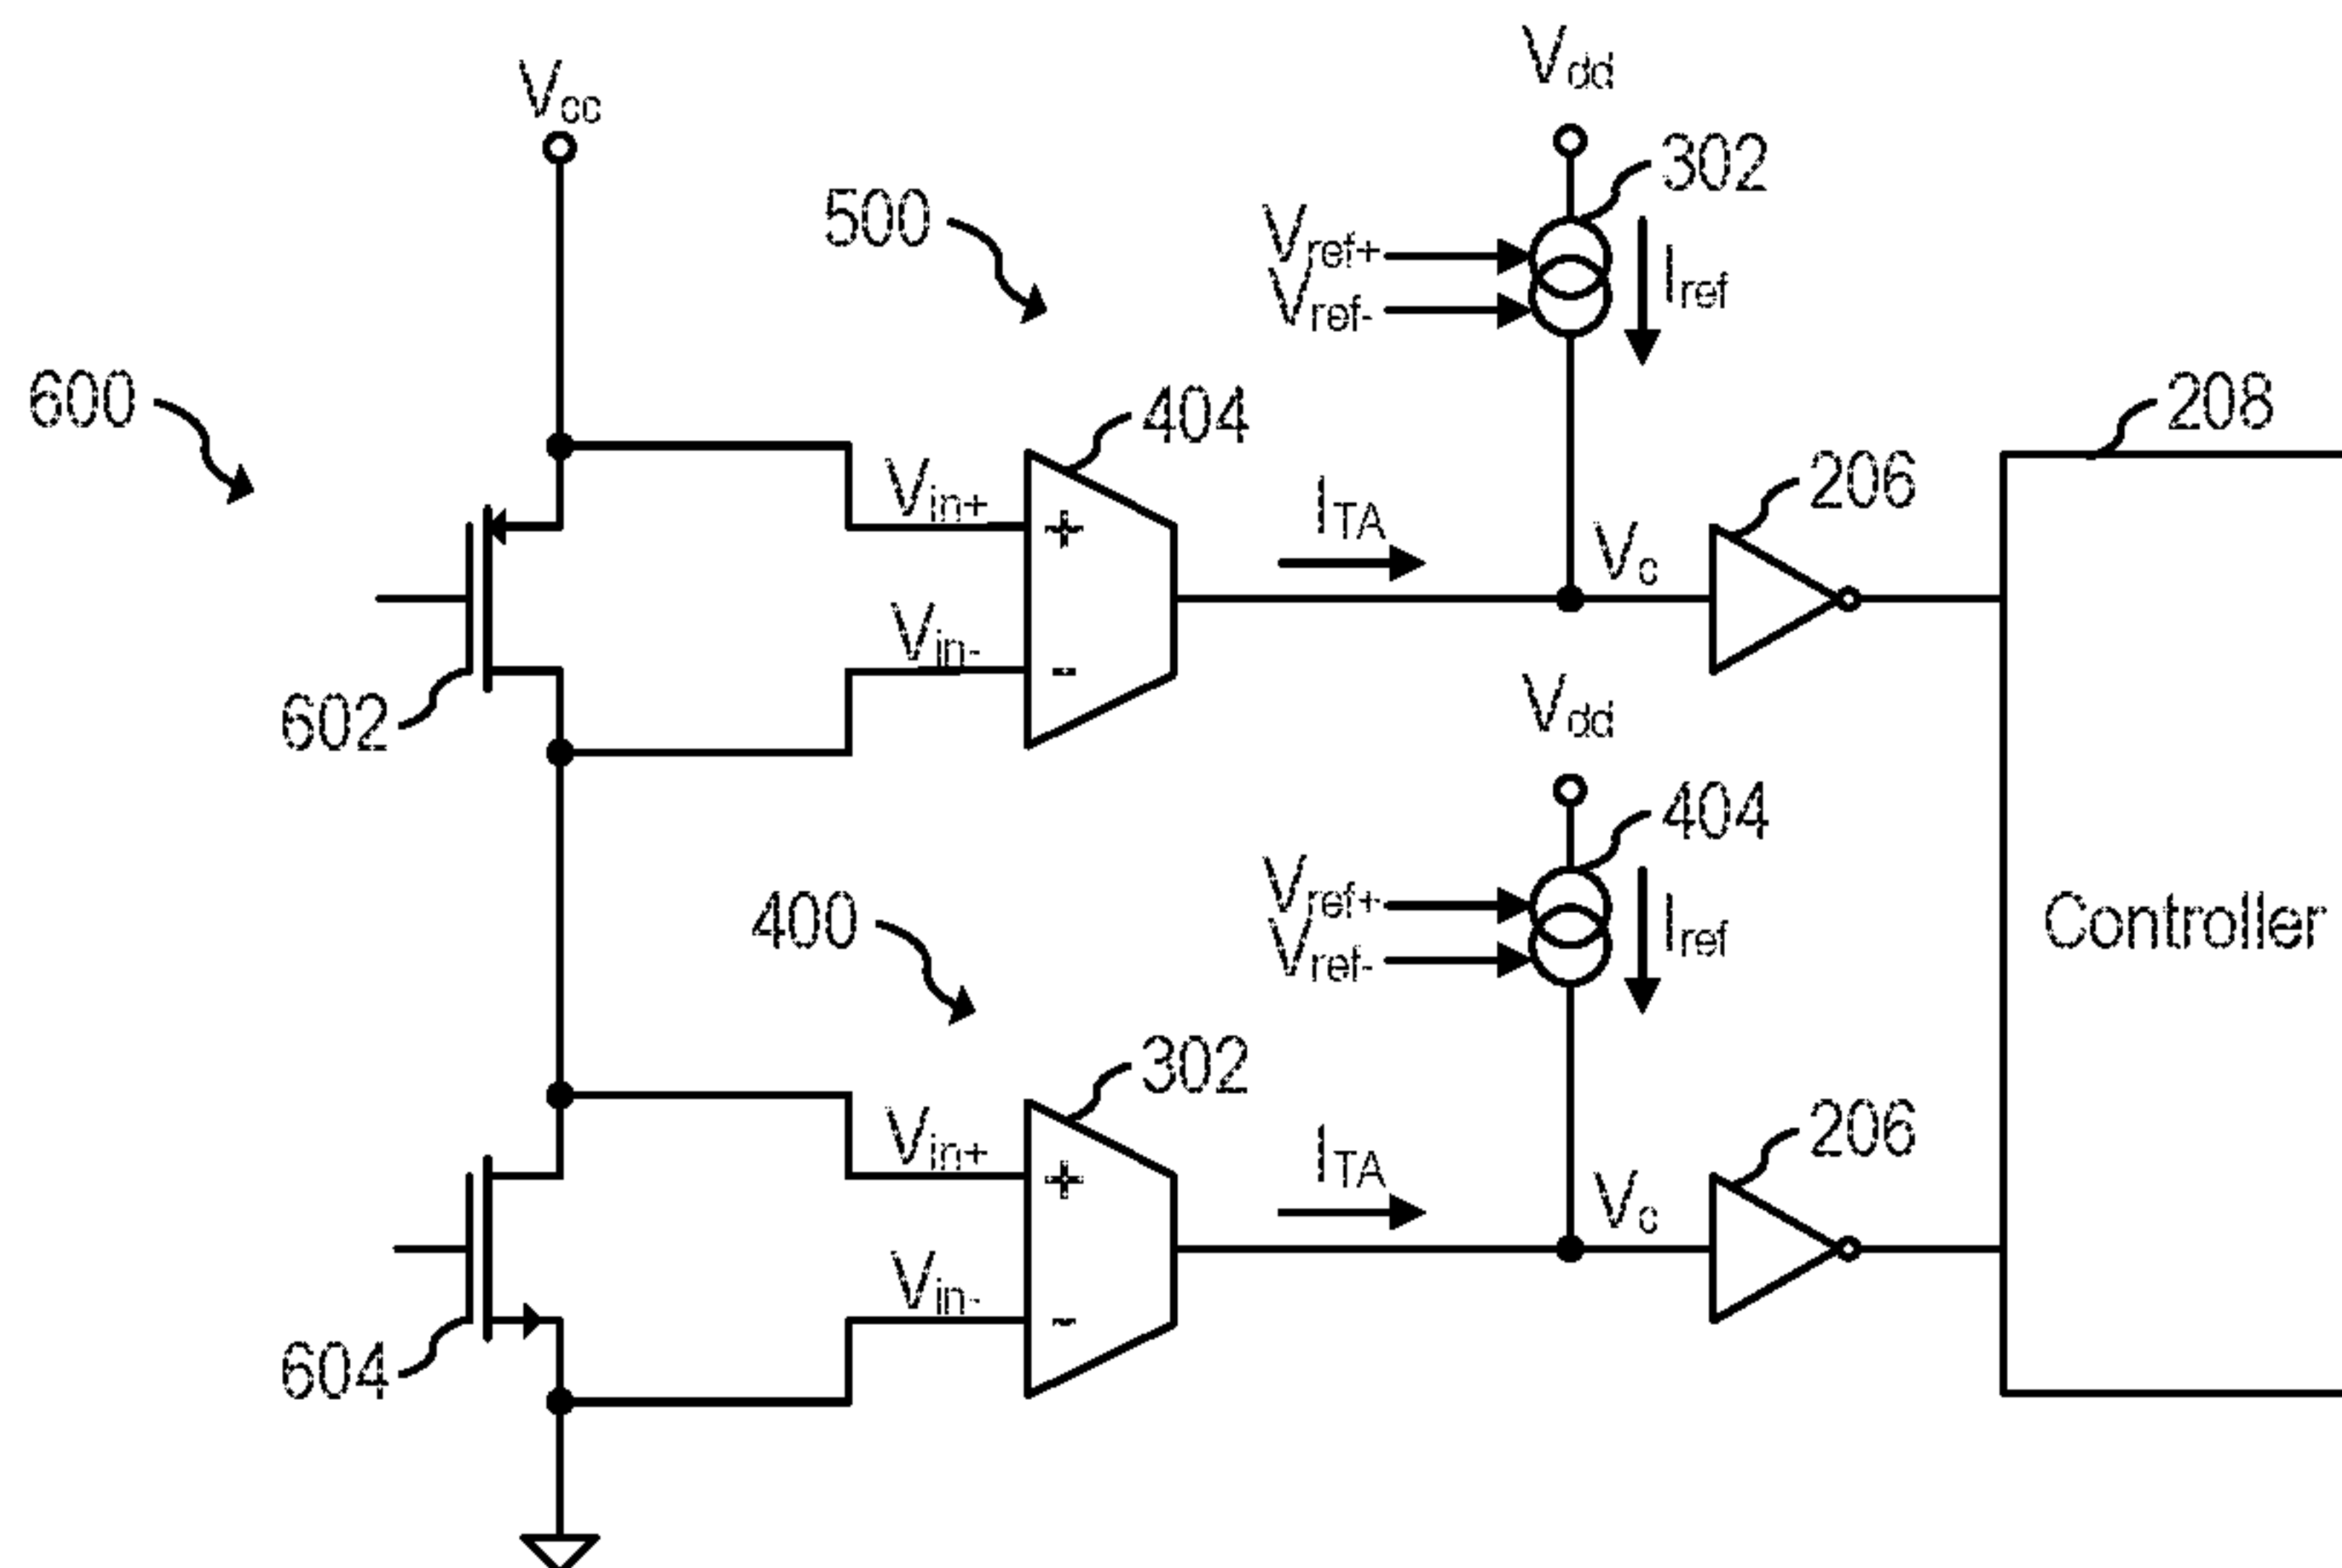 Vcc
Vdd
302
500
Vref+
Vref-
Iref
600
404
208
Vin+
ITA
206
+
Vc
Vin-
-
602
Vdd
404
Vref+
Vref-
Iref
400
Controller
302
206
Vin+
ITA
+
Vc
Vin-
-
604